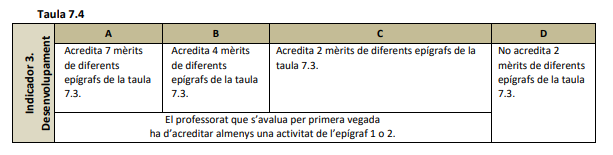 Taula 7.4
Indicador 3.
Desenvolupament
A
B
C
D
Acredita 7 mèrits
de diferents
epígrafs de la taula
7.3.
Acredita 4 mèrits
de diferents
epígrafs de la taula
7.3.
Acredita 2 mèrits de diferents epígrafs de la
taula 7.3.
No acredita 2
mèrits de diferents
epígrafs de la taula
7.3.
El professorat que s’avalua per primera vegada
ha d’acreditar almenys una activitat de l’epígraf 1 o 2.